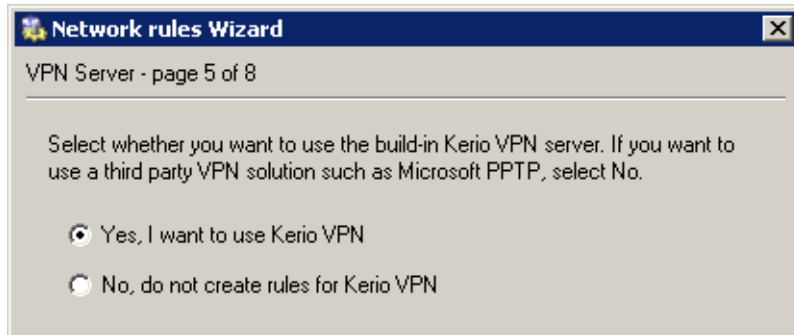 Network rules Wizard
VPN Server - page 5 of 8
Select whether you want to use the build-in Kerio VPN server. If you want to
use a third party VPN solution such as Microsoft PPTP, select No.
Yes, I want to use Kerio VPN
No, do not create rules for Kerio VPN